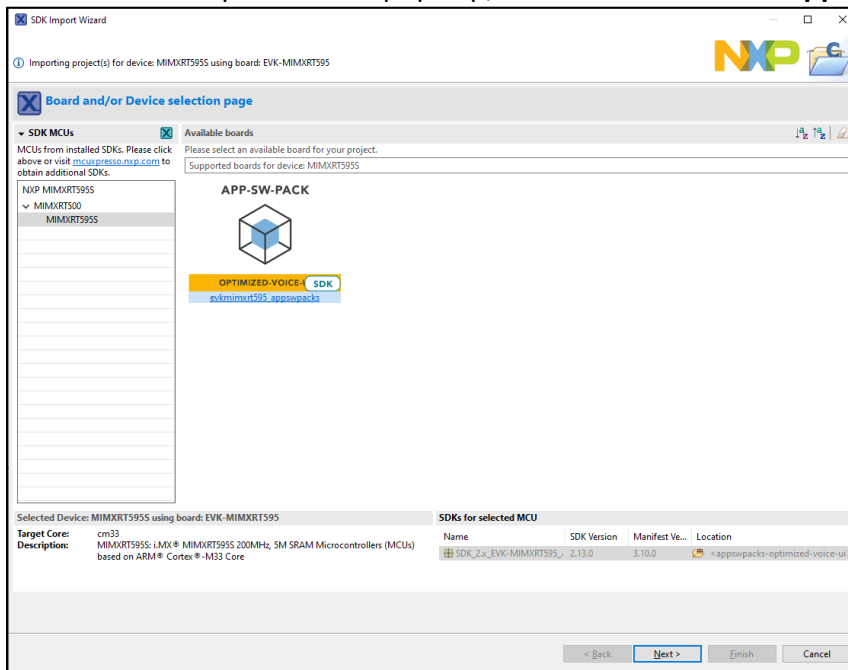 SDK Import Wizard
Importing project(s) for device: MIMXRT595S using board: EVK-MIMXRT595
NXP
Board and/or Device selection page
SDK MCUs
MCUs from installed SDKs. Please click
above or visit mcuxpresso.nxp.com to
obtain additional SDKs.
NXP MIMXRT595S
MIMXRT500
MIMXRT595S
Available boards
Please select an available board for your project.
Supported boards for device: MIMXRT595S
APP-SW-PACK
OPTIMIZED-VOICE-
SDK
evkmimxrt595_appswpacks
Selected Device: MIMXRT595S using board: EVK-MIMXRT595
Target Core: cm33
Description: MIMXRT595S: i.MX® MIMXRT595S 200MHz, 5M SRAM Microcontrollers (MCUs)
based on ARM® Cortex®-M33 Core
SDKs for selected MCU
Name SDK Version Manifest Ve... Location
SDK_2.x_EVK-MIMXRT595_ 2.13.0 3.10.0 <appswpacks-optimized-voice-ui
< Back Next > Finish Cancel